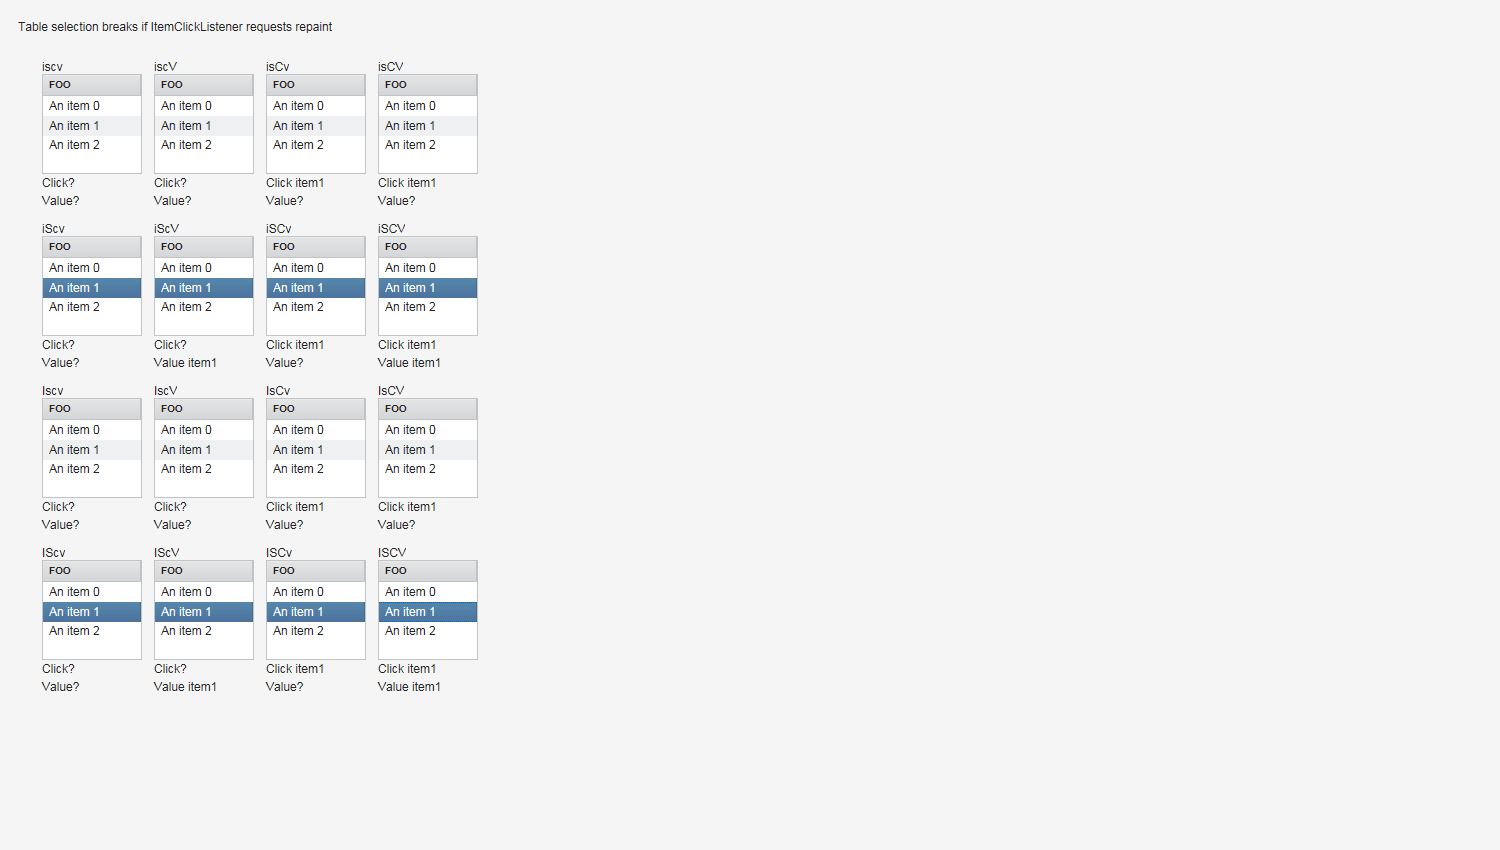 Table selection breaks if ItemClickListener requests repaint
iscv iscV isCv isCV
FOO FOO FOO FOO
An item 0 An item 0 An item 0 An item 0
An item 1 An item 1 An item 1 An item 1
An item 2 An item 2 An item 2 An item 2
Click? Click? Click item1 Click item1
Value? Value? Value? Value?
iScv iScV iSCv iSCV
FOO FOO FOO FOO
An item 0 An item 0 An item 0 An item 0
An item 1 An item 1 An item 1 An item 1
An item 2 An item 2 An item 2 An item 2
Click? Click? Click item1 Click item1
Value? Value item1 Value? Value item1
Iscv IscV IsCv IsCV
FOO FOO FOO FOO
An item 0 An item 0 An item 0 An item 0
An item 1 An item 1 An item 1 An item 1
An item 2 An item 2 An item 2 An item 2
Click? Click? Click item1 Click item1
Value? Value? Value? Value?
IScv IScV ISCv ISCV
FOO FOO FOO FOO
An item 0 An item 0 An item 0 An item 0
An item 1 An item 1 An item 1 An item 1
An item 2 An item 2 An item 2 An item 2
Click? Click? Click item1 Click item1
Value? Value item1 Value? Value item1